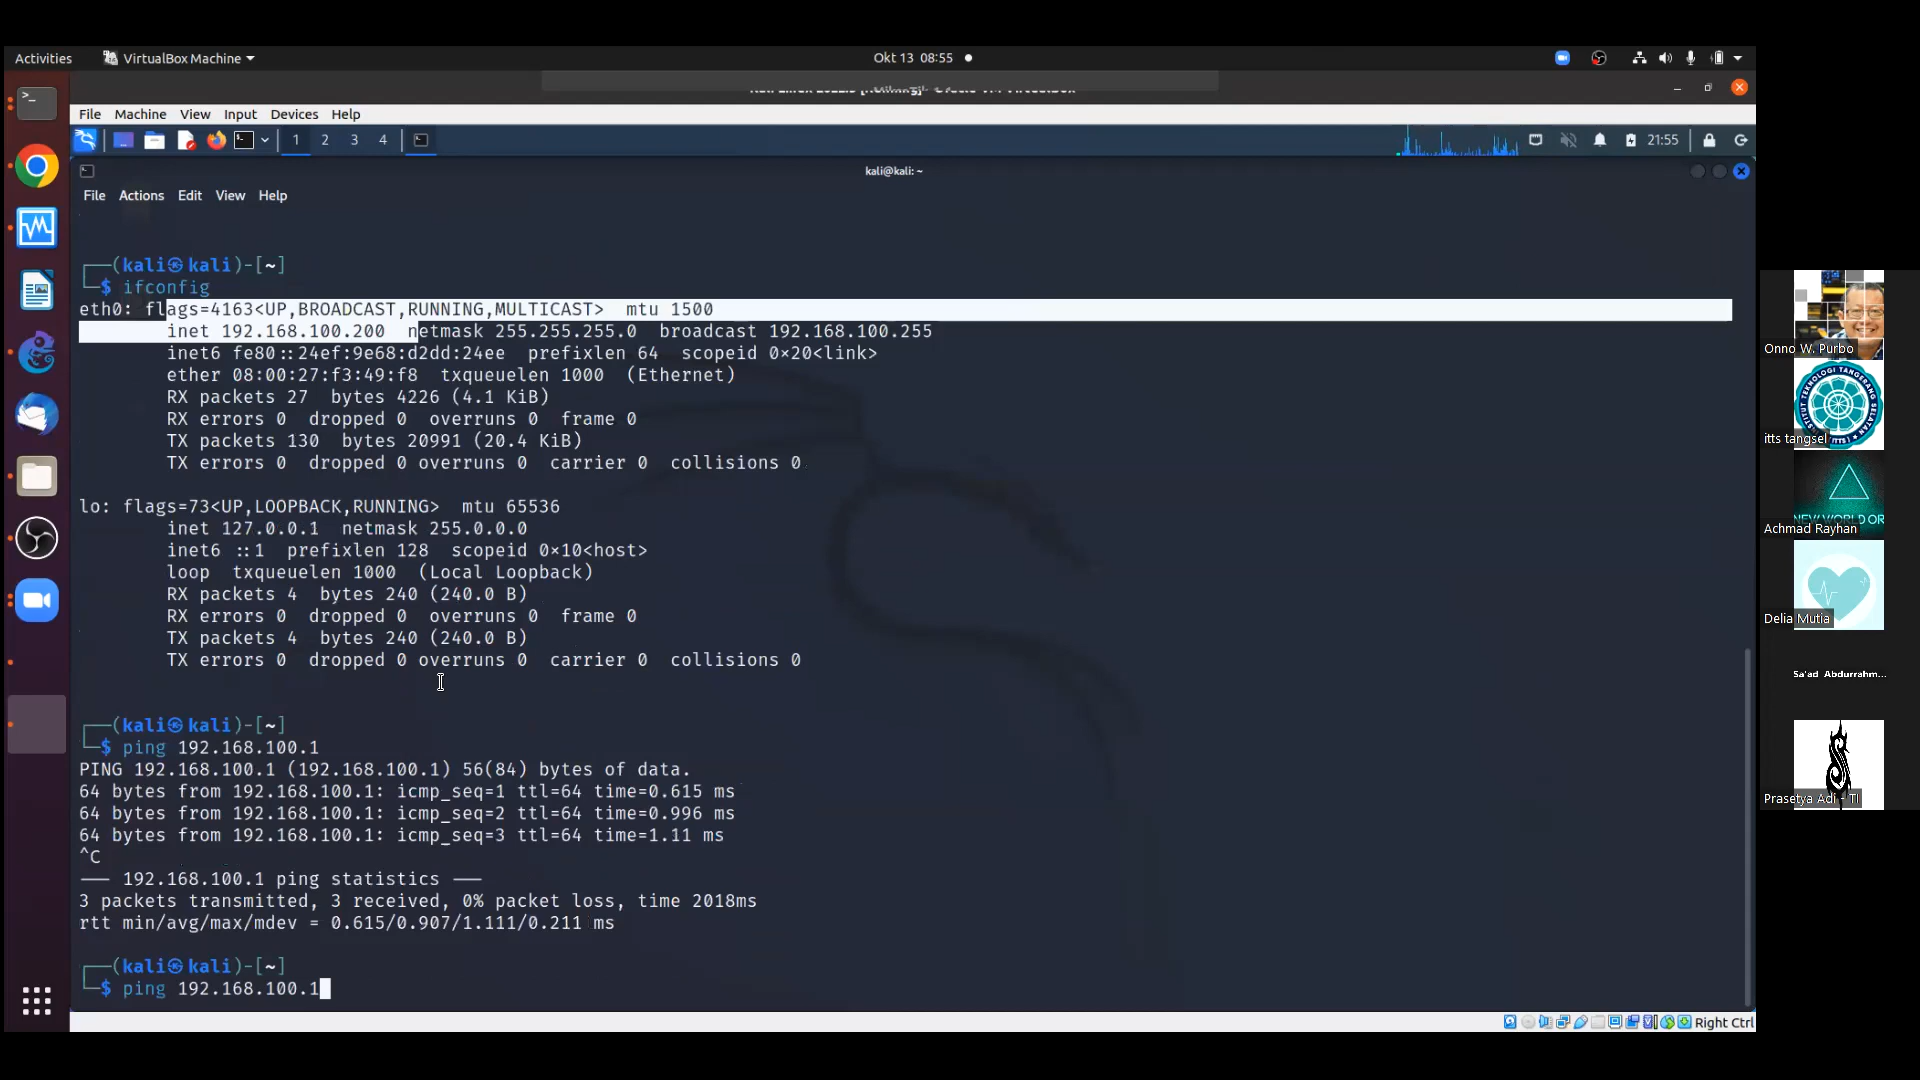 Activities
VirtualBox Machine
Okt 13 08:55
File Machine View Input Devices Help
1 2 3 4
21:55
kali@kali: ~
File Actions Edit View Help
┌──(kali㉿kali)-[~]
└─$ ifconfig
eth0: flags=4163<UP,BROADCAST,RUNNING,MULTICAST>  mtu 1500
inet 192.168.100.200  netmask 255.255.255.0  broadcast 192.168.100.255
inet6 fe80::24ef:9e68:d2dd:24ee  prefixlen 64  scopeid 0×20<link>
ether 08:00:27:f3:49:f8  txqueuelen 1000  (Ethernet)
RX packets 27  bytes 4226 (4.1 KiB)
RX errors 0  dropped 0  overruns 0  frame 0
TX packets 130  bytes 20991 (20.4 KiB)
TX errors 0  dropped 0 overruns 0  carrier 0  collisions 0
lo: flags=73<UP,LOOPBACK,RUNNING>  mtu 65536
inet 127.0.0.1  netmask 255.0.0.0
inet6 ::1  prefixlen 128  scopeid 0×10<host>
loop  txqueuelen 1000  (Local Loopback)
RX packets 4  bytes 240 (240.0 B)
RX errors 0  dropped 0  overruns 0  frame 0
TX packets 4  bytes 240 (240.0 B)
TX errors 0  dropped 0 overruns 0  carrier 0  collisions 0
┌──(kali㉿kali)-[~]
└─$ ping 192.168.100.1
PING 192.168.100.1 (192.168.100.1) 56(84) bytes of data.
64 bytes from 192.168.100.1: icmp_seq=1 ttl=64 time=0.615 ms
64 bytes from 192.168.100.1: icmp_seq=2 ttl=64 time=0.996 ms
64 bytes from 192.168.100.1: icmp_seq=3 ttl=64 time=1.11 ms
^C
── 192.168.100.1 ping statistics ──
3 packets transmitted, 3 received, 0% packet loss, time 2018ms
rtt min/avg/max/mdev = 0.615/0.907/1.111/0.211 ms
┌──(kali㉿kali)-[~]
└─$ ping 192.168.100.1
Right Ctrl
Onno W. Purbo
itts tangsel
NEW WORLD OR
Achmad Rayhan
Delia Mutia
Sa'ad Abdurrahm...
Prasetya Adi - TI